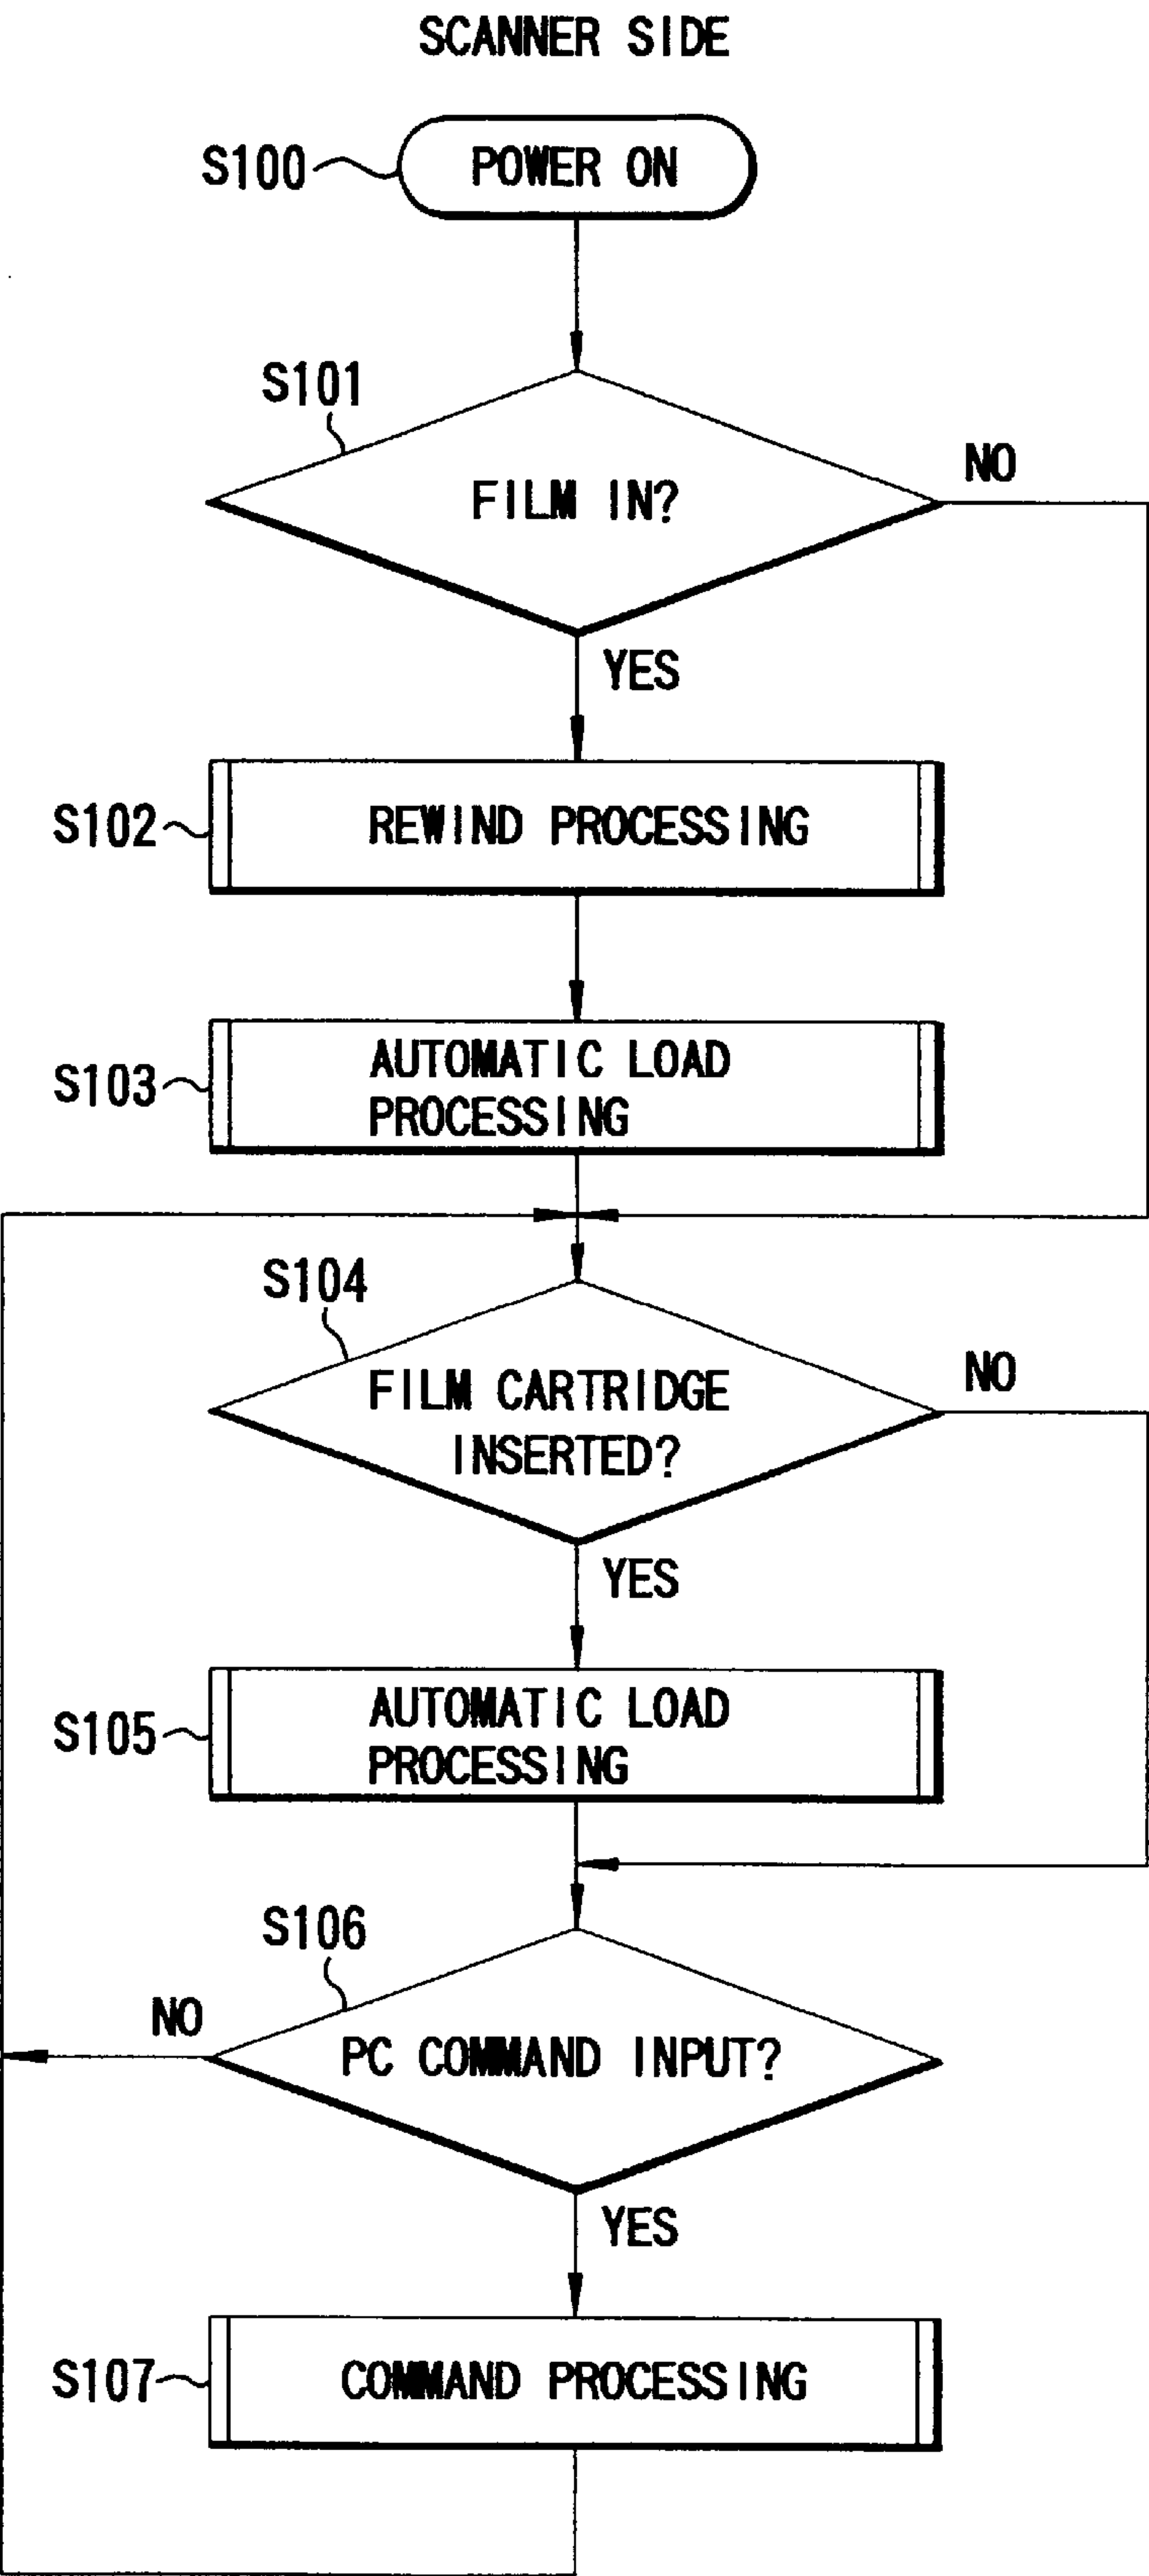 SCANNER SIDE
S100
POWER ON
S101
FILM IN?
NO
YES
S102
REWIND PROCESSING
S103
AUTOMATIC LOAD
PROCESSING
S104
FILM CARTRIDGE
INSERTED?
NO
YES
S105
AUTOMATIC LOAD
PROCESSING
S106
NO
PC COMMAND INPUT?
YES
S107
COMMAND PROCESSING